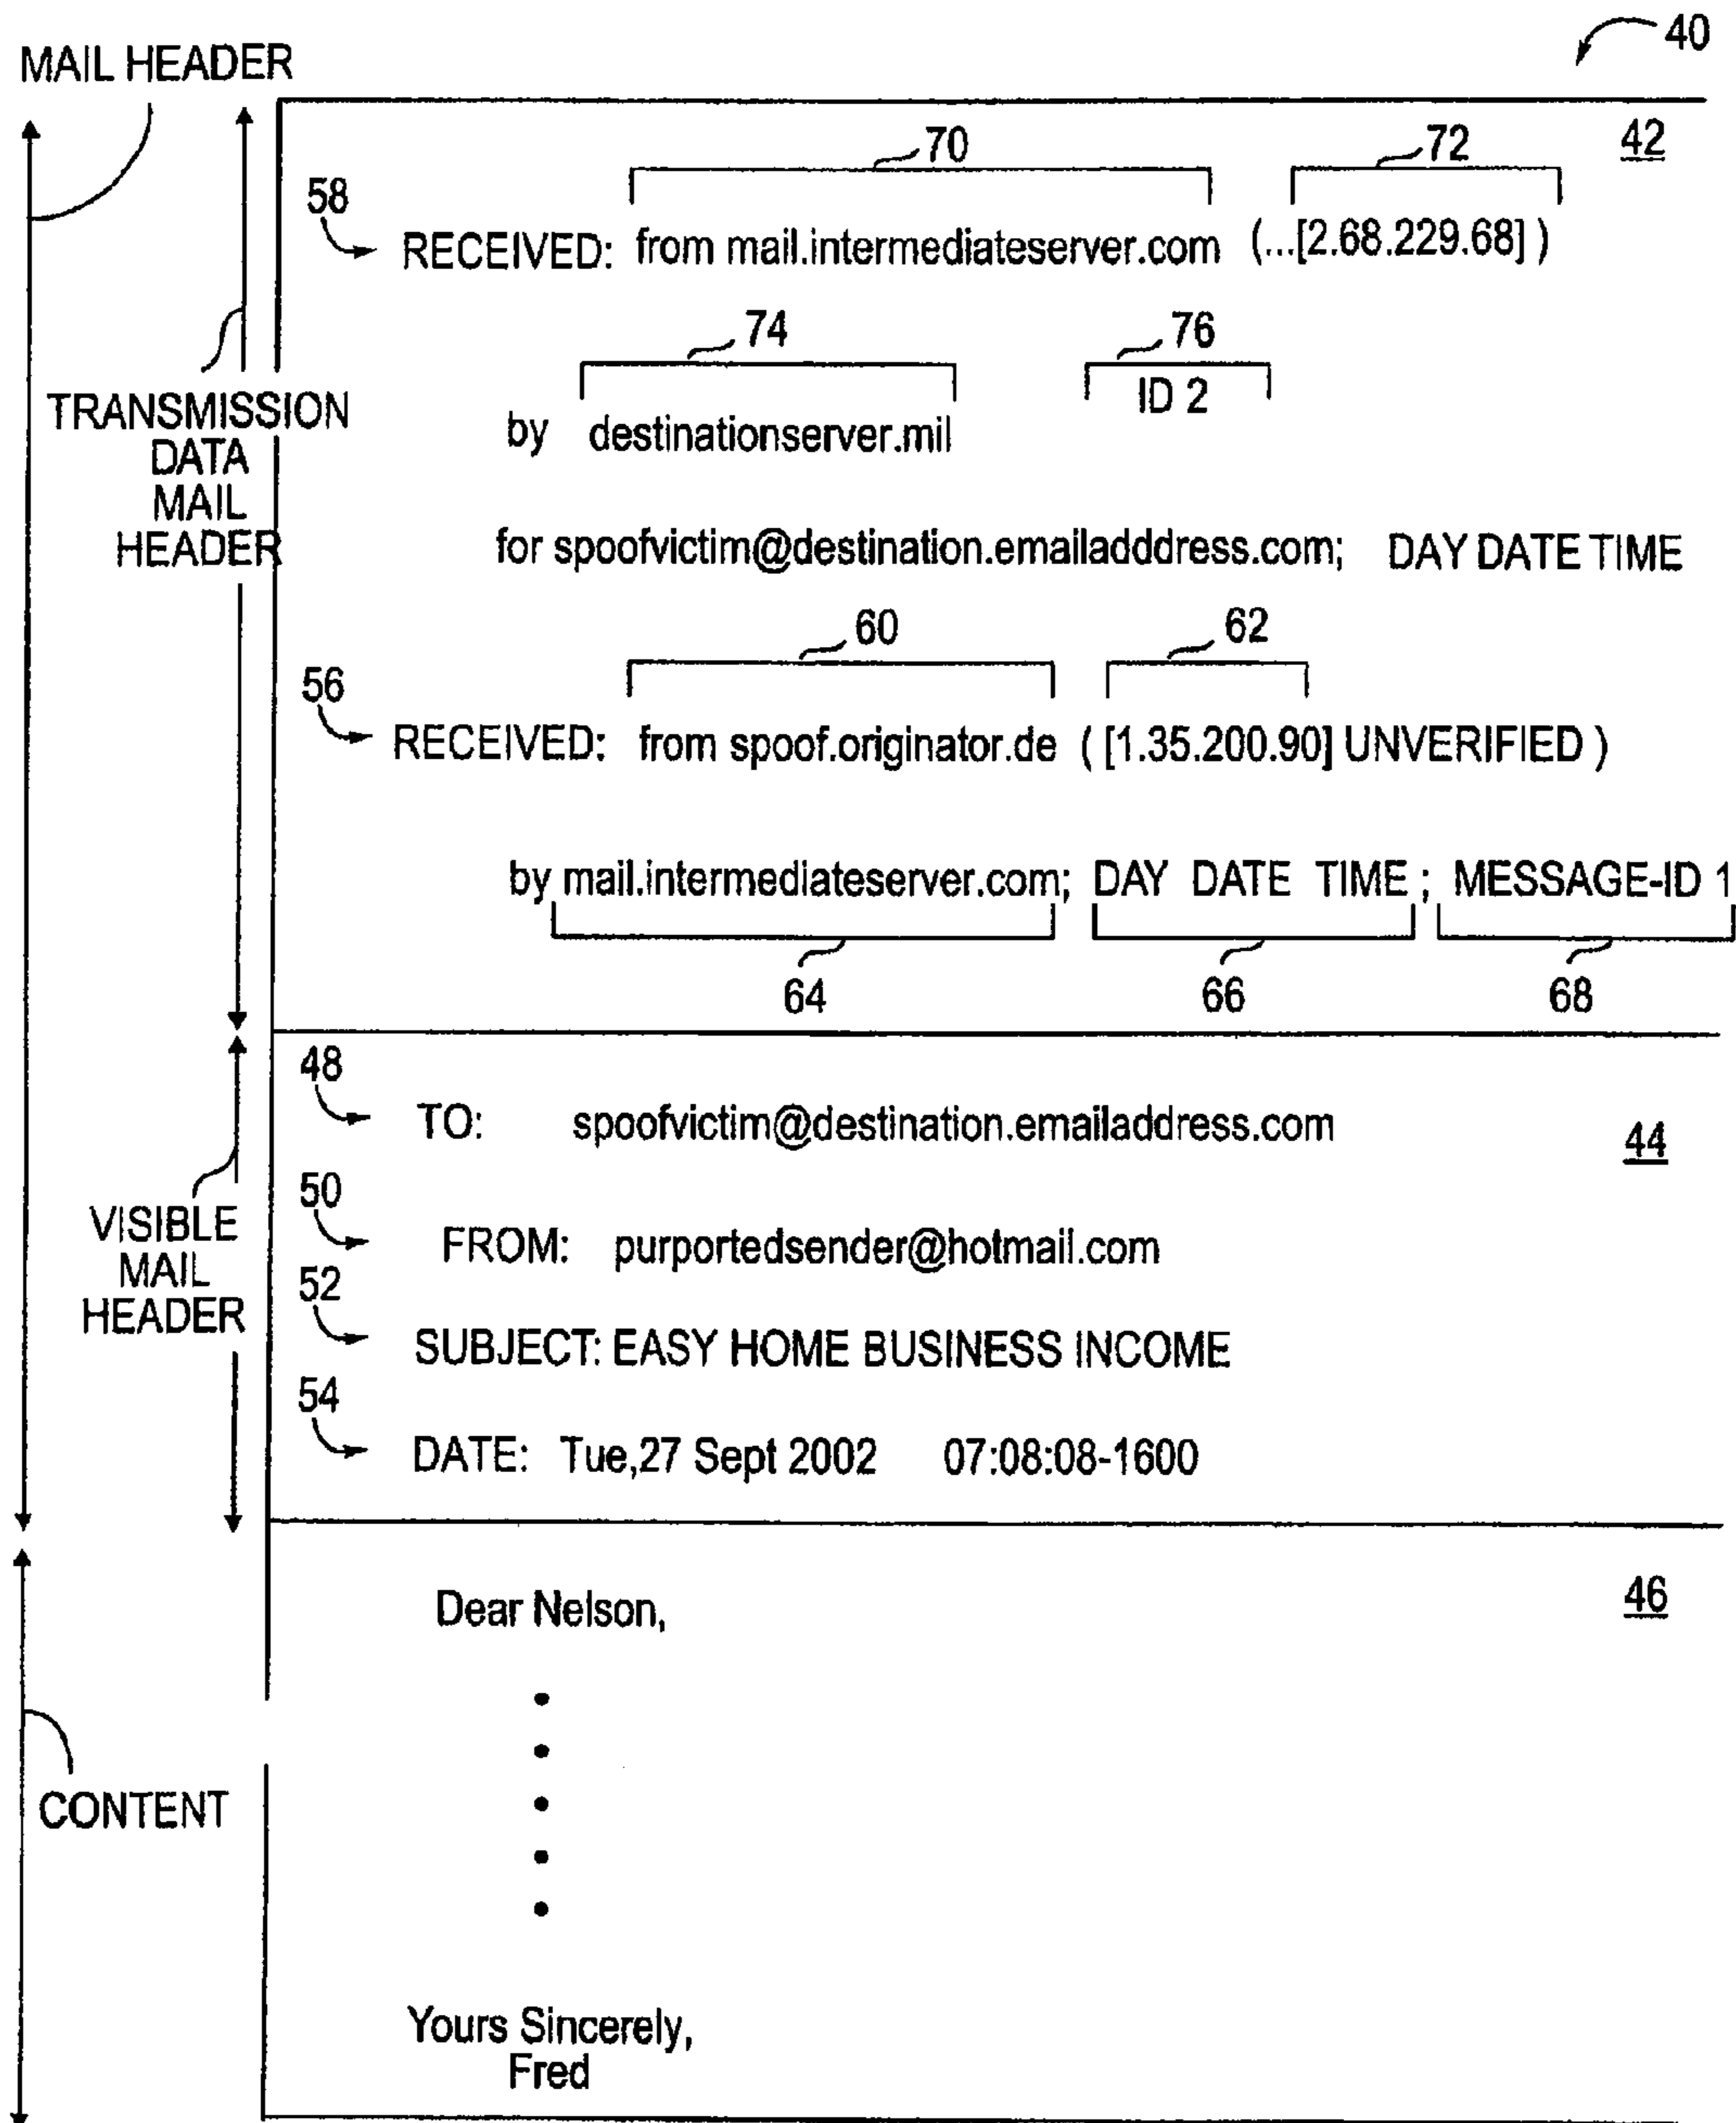 40
MAIL HEADER
42
70
72
58
RECEIVED: from mail.intermediateserver.com (...[2.68.229.68] )
74
76
TRANSMISSION
DATA
MAIL
HEADER
ID 2
by destinationserver.mil
for spoofvictim@destination.emailadddress.com; DAY DATE TIME
60
62
56
RECEIVED: from spoof.originator.de ( [1.35.200.90] UNVERIFIED )
by mail.intermediateserver.com; DAY DATE TIME ; MESSAGE-ID 1
64
66
68
48
TO: spoofvictim@destination.emailaddress.com
44
50
VISIBLE
MAIL
HEADER
FROM: purportedsender@hotmail.com
52
SUBJECT: EASY HOME BUSINESS INCOME
54
DATE: Tue,27 Sept 2002 07:08:08-1600
46
Dear Nelson,
CONTENT
Yours Sincerely,
Fred